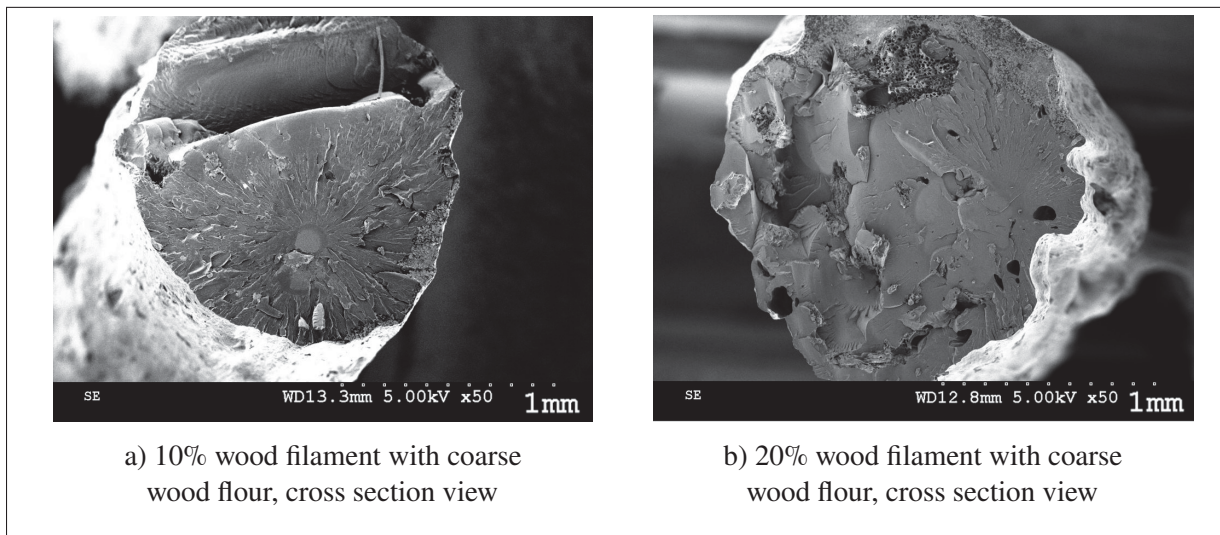 SE
WD13.3mm 5.00kV x50 1mm
SE
WD12.8mm 5.00kV x50 1mm
a) 10% wood filament with coarse
wood flour, cross section view
b) 20% wood filament with coarse
wood flour, cross section view